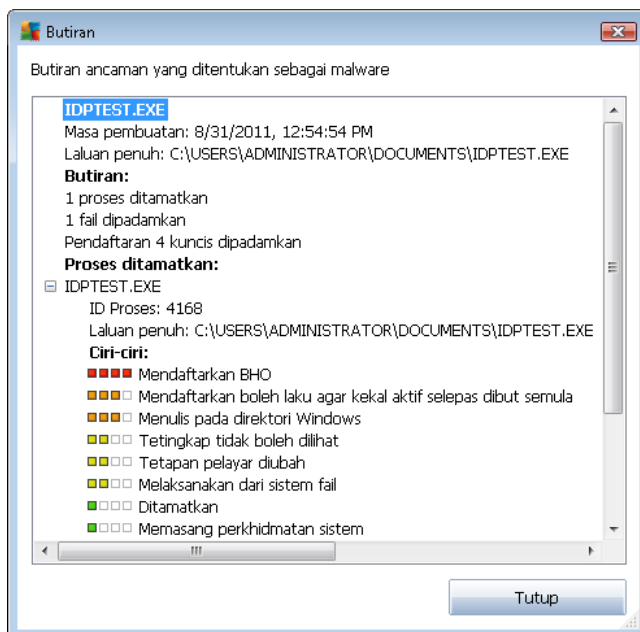 Butiran
Butiran ancaman yang ditentukan sebagai malware
IDPTEST.EXE
Masa pembuatan: 8/31/2011, 12:54:54 PM
Laluan penuh: C:\USERS\ADMINISTRATOR\DOCUMENTS\IDPTEST.EXE
Butiran:
1 proses ditamatkan
1 fail dipadamkan
Pendaftaran 4 kuncis dipadamkan
Proses ditamatkan:
IDPTEST.EXE
ID Proses: 4168
Laluan penuh: C:\USERS\ADMINISTRATOR\DOCUMENTS\IDPTEST.EXE
Ciri-ciri:
Mendaftarkan BHO
Mendaftarkan boleh laku agar kekal aktif selepas dibut semula
Menulis pada direktori Windows
Tetingkap tidak boleh dilihat
Tetapan pelayar diubah
Melaksanakan dari sistem fail
Ditamatkan
Memasang perkhidmatan sistem
Tutup